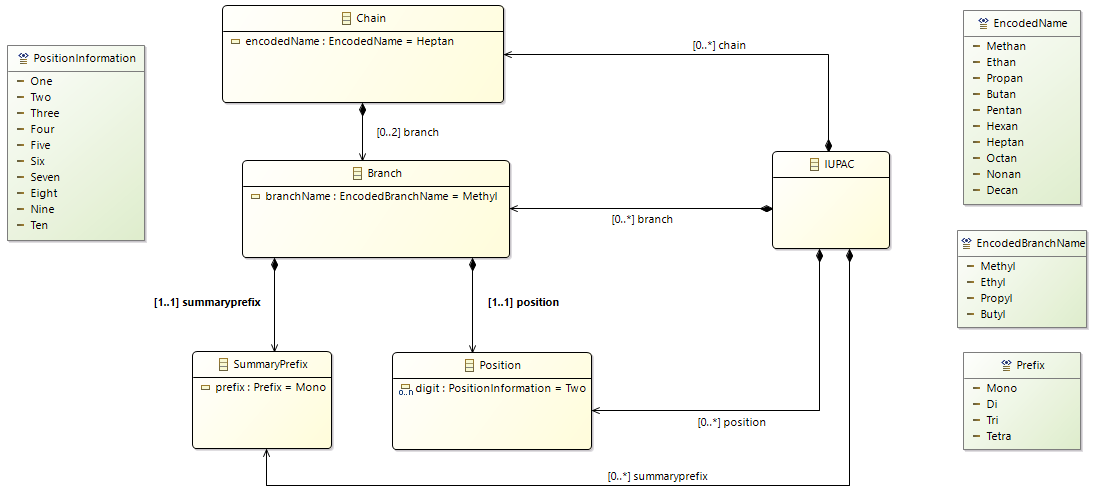 Chain
encodedName : EncodedName = Heptan
PositionInformation
One
Two
Three
Four
Five
Six
Seven
Eight
Nine
Ten
[0..*] chain
[0..2] branch
Branch
branchName : EncodedBranchName = Methyl
IUPAC
[0..*] branch
[1..1] summaryprefix
[1..1] position
SummaryPrefix
prefix : Prefix = Mono
Position
0..n
digit : PositionInformation = Two
[0..*] position
[0..*] summaryprefix
EncodedName
Methan
Ethan
Propan
Butan
Pentan
Hexan
Heptan
Octan
Nonan
Decan
EncodedBranchName
Methyl
Ethyl
Propyl
Butyl
Prefix
Mono
Di
Tri
Tetra